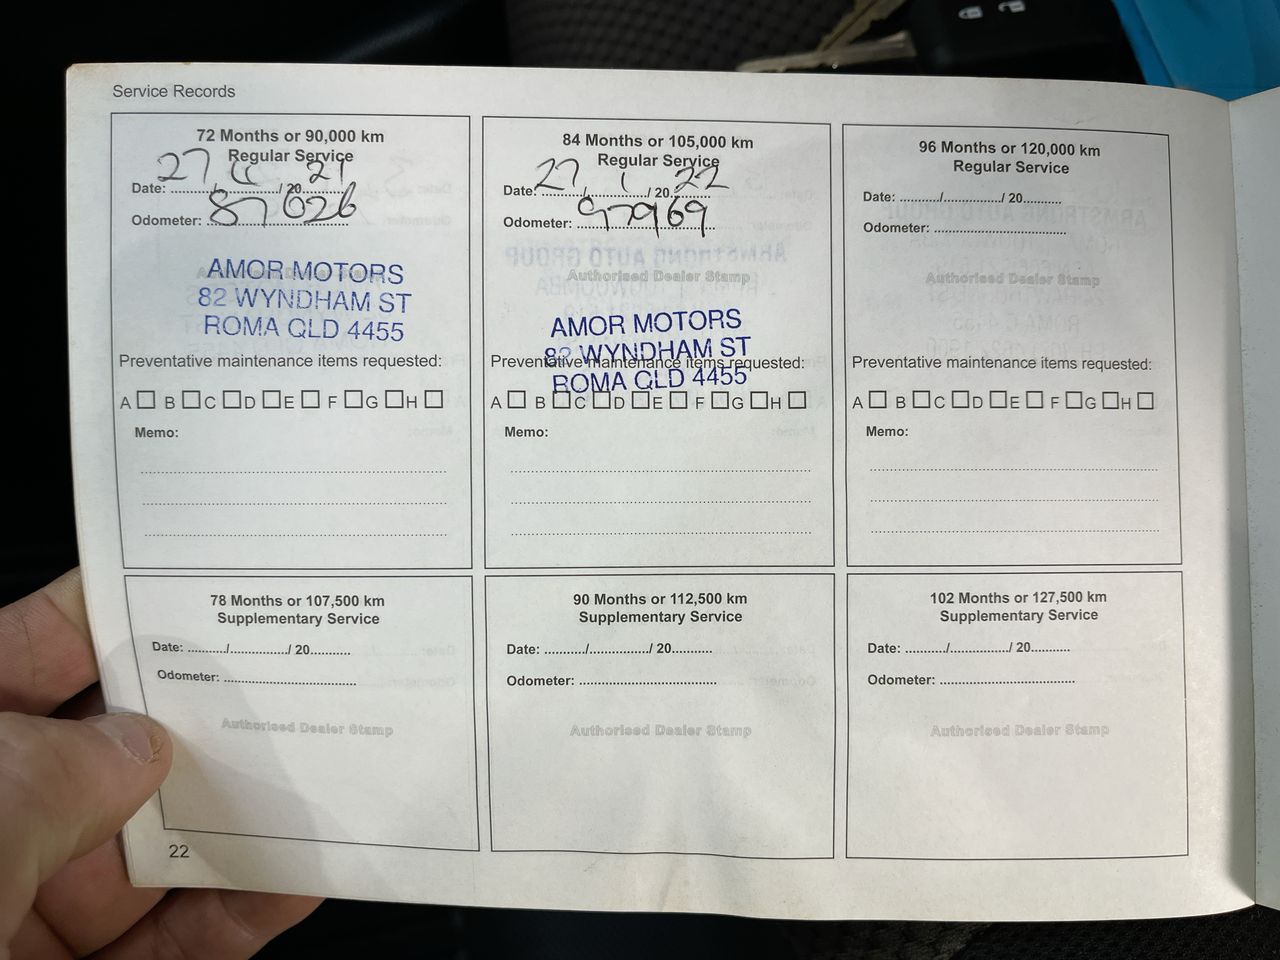 Service Records
72 Months or 90,000 km
Regular Service
Date: 27 / / 20 21
Odometer: 87026
AMOR MOTORS
82 WYNDHAM ST
ROMA QLD 4455
Authorised Dealer Stamp
Preventative maintenance items requested:
A B C D E F G H
Memo:
84 Months or 105,000 km
Regular Service
Date: 27 / 1 / 20 22
Odometer: 97969
Authorised Dealer Stamp
AMOR MOTORS
82 WYNDHAM ST
ROMA QLD 4455
Preventative maintenance items requested:
A B C D E F G H
Memo:
96 Months or 120,000 km
Regular Service
Date: ........../............../ 20..........
Odometer: ...................................
Authorised Dealer Stamp
Preventative maintenance items requested:
A B C D E F G H
Memo:
78 Months or 107,500 km
Supplementary Service
Date: ........../............../ 20..........
Odometer: ...................................
Authorised Dealer Stamp
90 Months or 112,500 km
Supplementary Service
Date: ........../............../ 20..........
Odometer: ...................................
Authorised Dealer Stamp
102 Months or 127,500 km
Supplementary Service
Date: ........../............../ 20..........
Odometer: ...................................
Authorised Dealer Stamp
22